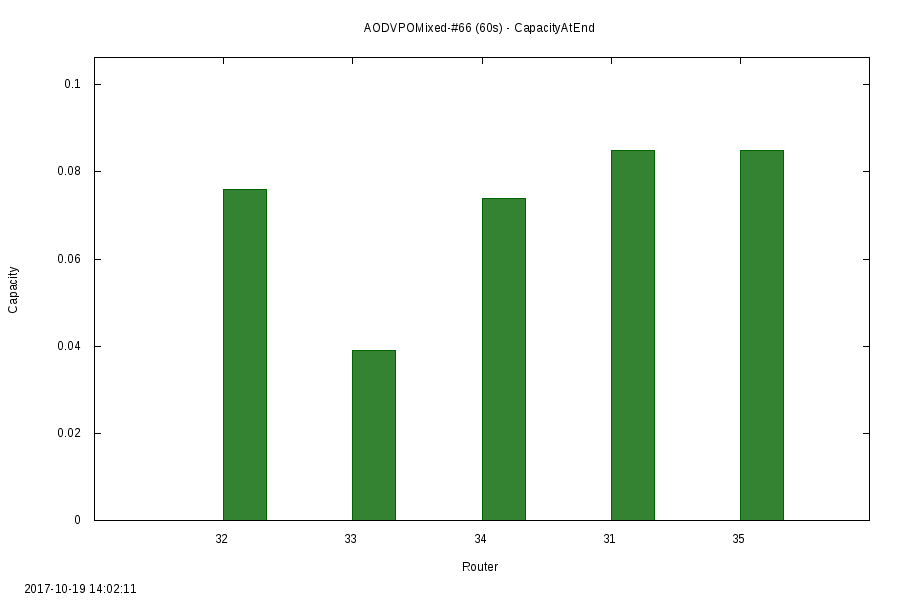 AODVPOMixed-#66 (60s) - CapacityAtEnd
0.1
0.08
0.06
0.04
0.02
0
Capacity
32 33 34 31 35
Router
2017-10-19 14:02:11